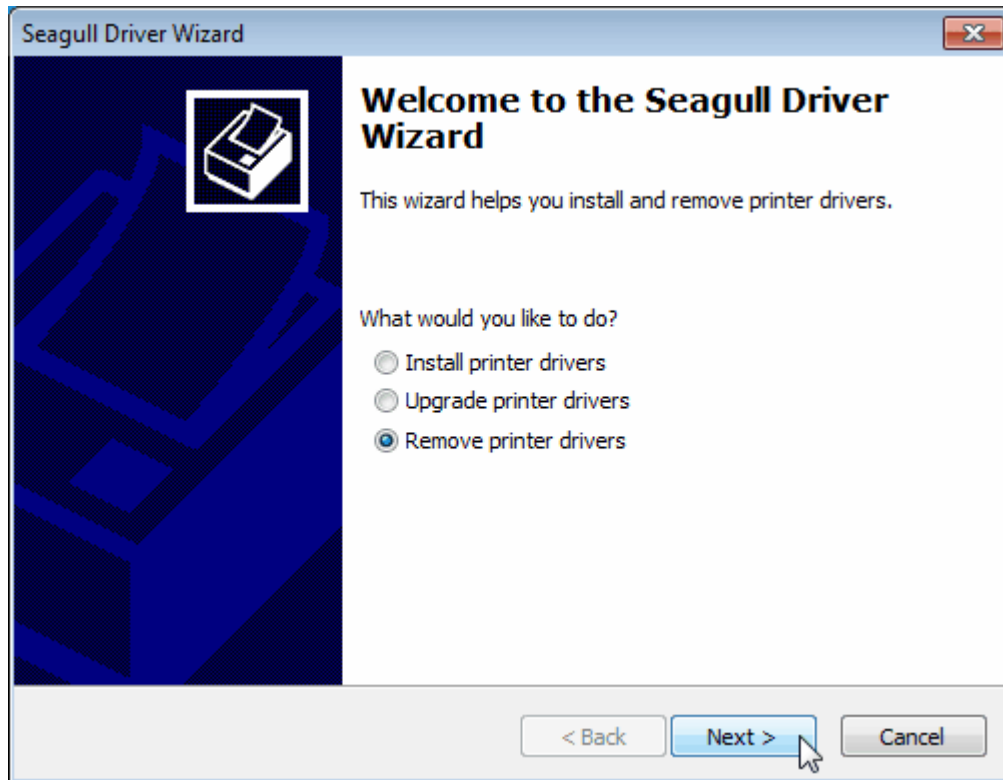 Seagull Driver Wizard
Welcome to the Seagull Driver
Wizard
This wizard helps you install and remove printer drivers.
What would you like to do?
Install printer drivers
Upgrade printer drivers
Remove printer drivers
< Back Next > Cancel